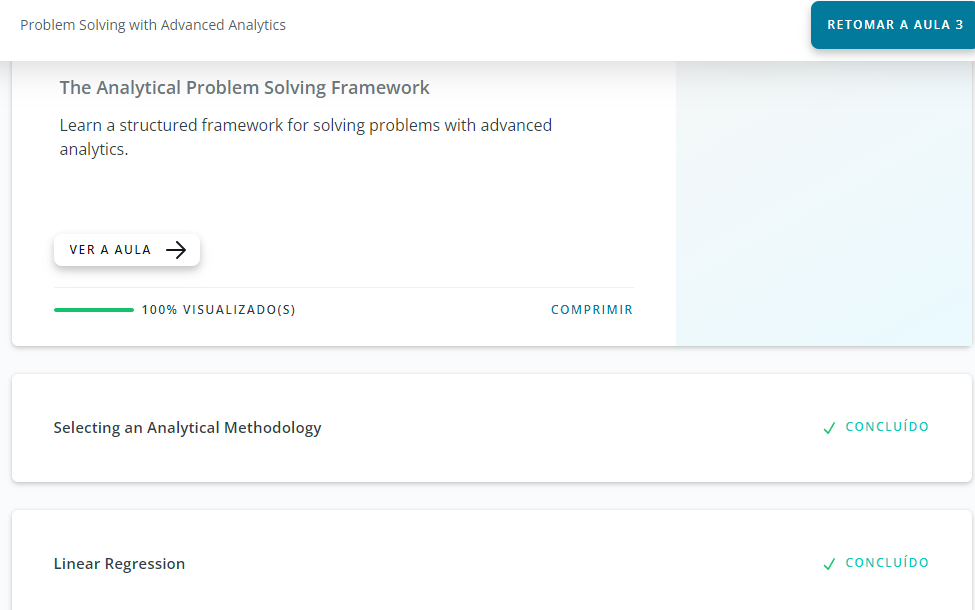 Problem Solving with Advanced Analytics
RETOMAR A AULA 3
The Analytical Problem Solving Framework
Learn a structured framework for solving problems with advanced
analytics.
VER A AULA
100% VISUALIZADO(S)
COMPRIMIR
Selecting an Analytical Methodology
CONCLUÍDO
Linear Regression
CONCLUÍDO